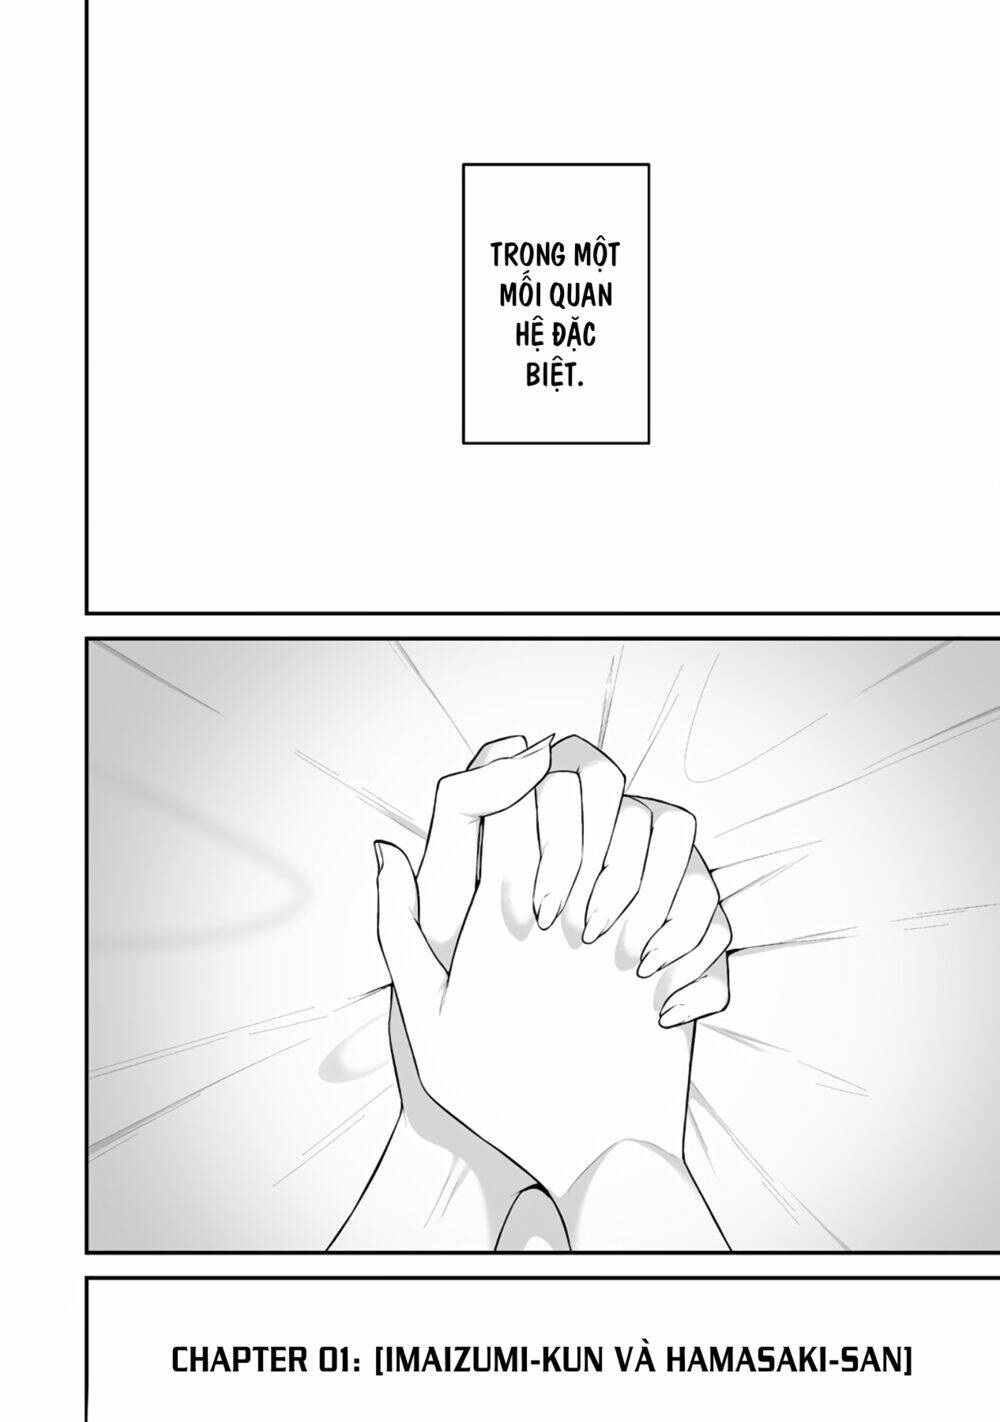 TRONG MỘT
MỐI QUAN
HỆ ĐẶC
BIỆT.
CHAPTER 01: [IMAIZUMI-KUN VÀ HAMASAKI-SAN]